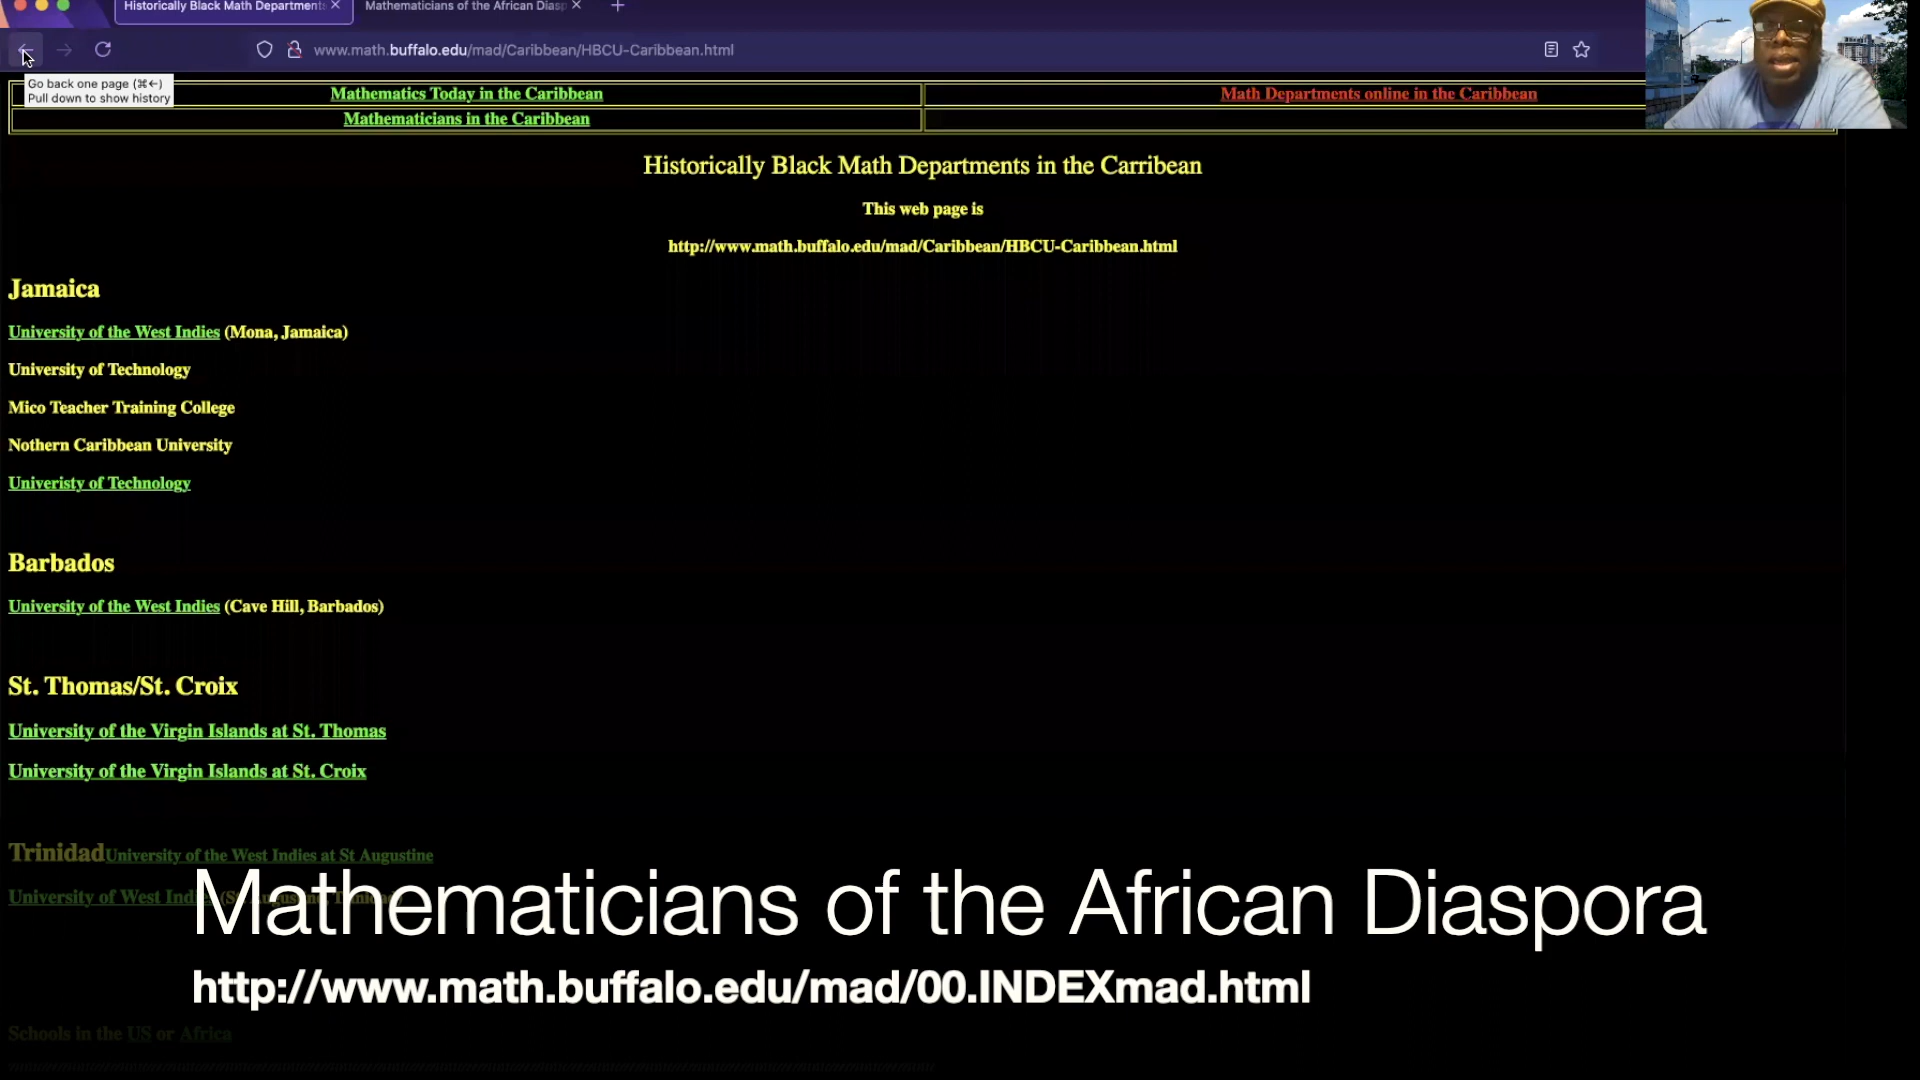 Historically Black Math Departments
Mathematicians of the African Diasp
www.math.buffalo.edu/mad/Caribbean/HBCU-Caribbean.html
Go back one page (⌘←)
Pull down to show history
Mathematics Today in the Caribbean
Math Departments online in the Caribbean
Mathematicians in the Caribbean
Historically Black Math Departments in the Carribean
This web page is
http://www.math.buffalo.edu/mad/Caribbean/HBCU-Caribbean.html
Jamaica
University of the West Indies (Mona, Jamaica)
University of Technology
Mico Teacher Training College
Nothern Caribbean University
Univeristy of Technology
Barbados
University of the West Indies (Cave Hill, Barbados)
St. Thomas/St. Croix
University of the Virgin Islands at St. Thomas
University of the Virgin Islands at St. Croix
TrinidadUniversity of the West Indies at St Augustine
University of West
Mathematicians of the African Diaspora
http://www.math.buffalo.edu/mad/00.INDEXmad.html
Schools in the US or Africa